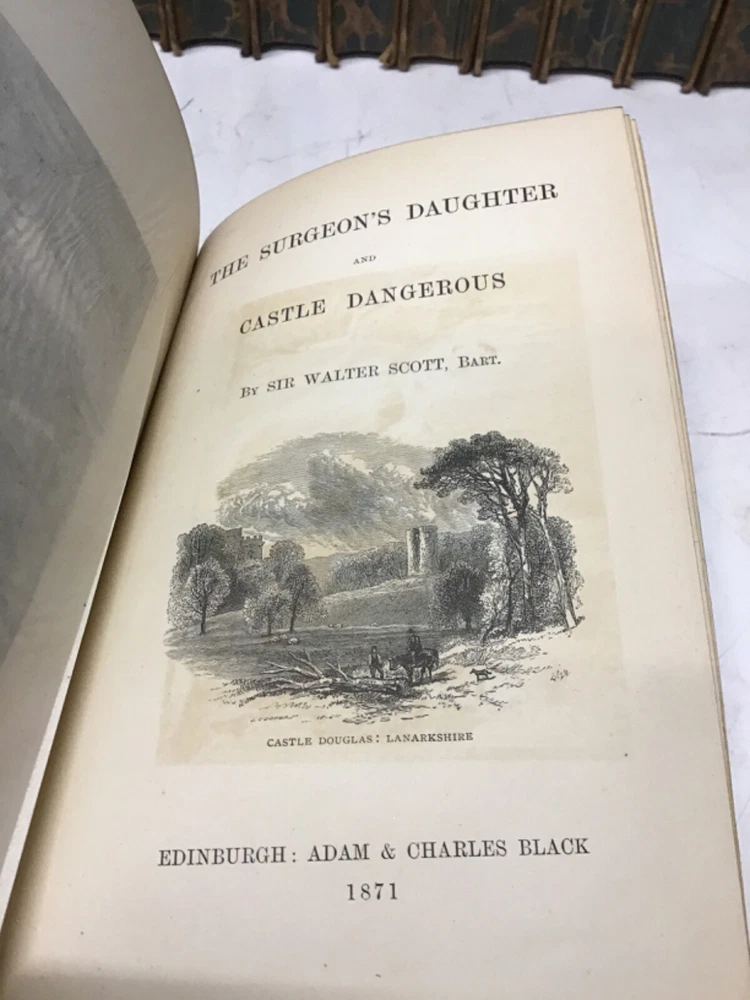 THE SURGEON'S DAUGHTER
AND
CASTLE DANGEROUS
BY SIR WALTER SCOTT, BART.
CASTLE DOUGLAS: LANARKSHIRE
EDINBURGH: ADAM & CHARLES BLACK
1871